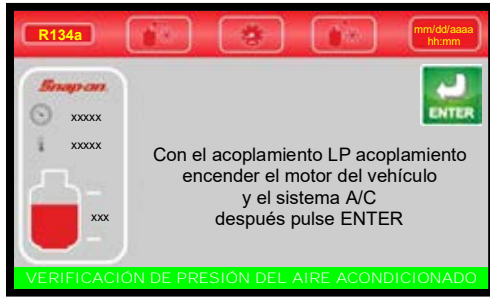 R134a
mm/dd/aaaa
hh:mm
Snap-on
xxxxx
xxxxx
xxx
ENTER
Con el acoplamiento LP acoplamiento
encender el motor del vehículo
y el sistema A/C
después pulse ENTER
VERIFICACIÓN DE PRESIÓN DEL AIRE ACONDICIONADO